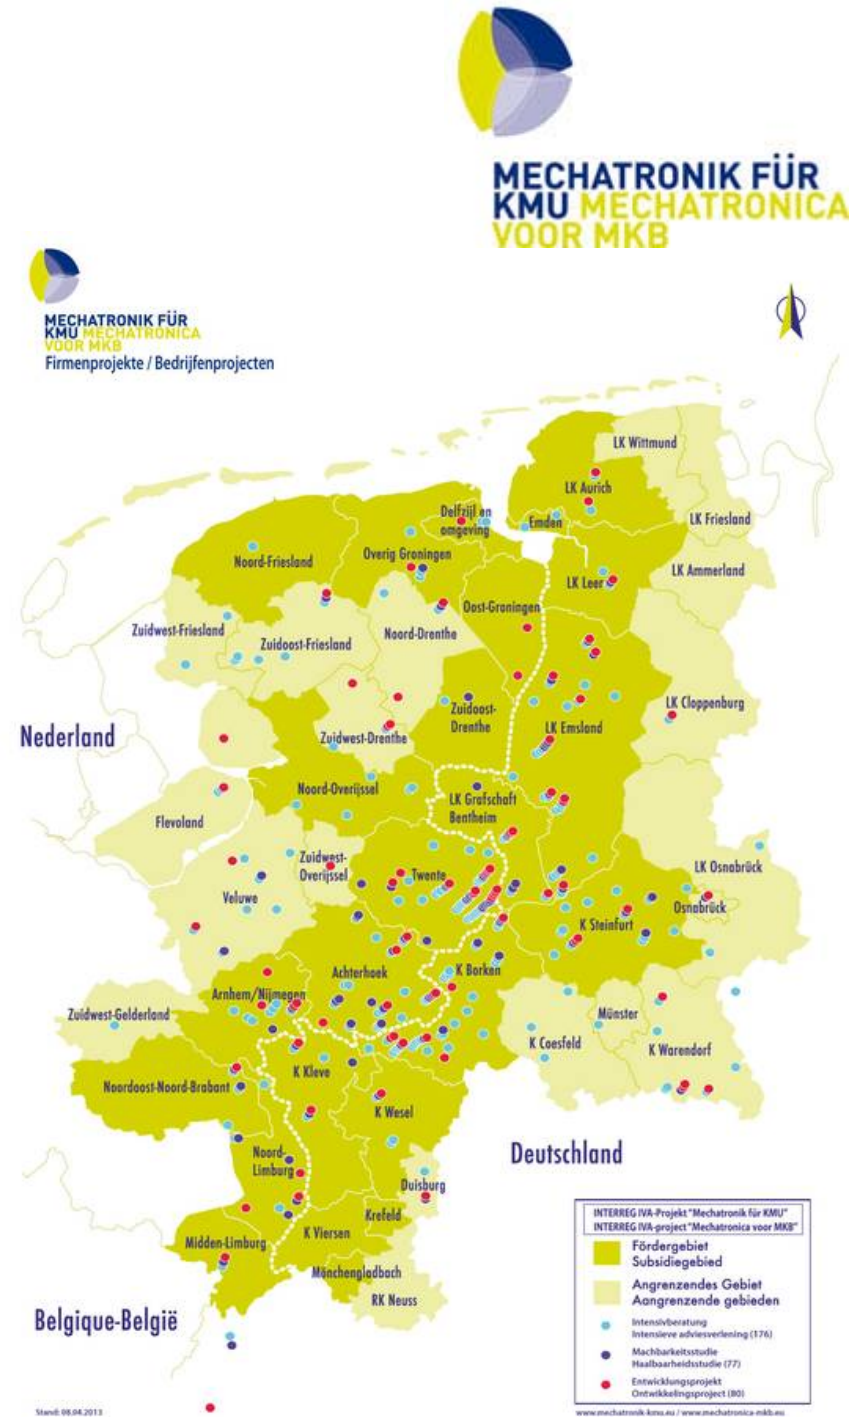 MECHATRONIK FÜR
KMU MECHATRONICA
VOOR MKB
MECHATRONIK FÜR
KMU MECHATRONICA
VOOR MKB
Firmenprojekte / Bedrijfenprojecten
LK Wittmund
LK Aurich
LK Friesland
Delfzijl en
omgeving
Emden
Noord-Friesland
Overig Groningen
LK Leer
LK Ammerland
Oost-Groningen
Zuidwest-Friesland
Zuidoost-Friesland
Noord-Drenthe
LK Cloppenburg
Zuidoost-
Drenthe
LK Emsland
Nederland
Zuidwest-Drenthe
Noord-Overijssel
LK Grafschaft
Bentheim
Flevoland
Zuidwest-
Overijssel
Twente
LK Osnabrück
Veluwe
Osnabrück
K Steinfurt
Achterhoek
K Borken
Arnhem/Nijmegen
Zuidwest-Gelderland
Münster
K Coesfeld
K Warendorf
K Kleve
Noordoost-Noord-Brabant
K Wesel
Deutschland
Noord-
Limburg
Duisburg
Krefeld
K Viersen
Midden-Limburg
Mönchengladbach
RK Neuss
Belgique-België
INTERREG IVA-Projekt "Mechatronik für KMU"
INTERREG IVA-project "Mechatronica voor MKB"
Fördergebiet
Subsidiegebied
Angrenzendes Gebiet
Aangrenzende gebieden
Intensivberatung
Intensieve adviesverlening (176)
Machbarkeitsstudie
Haalbaarheidsstudie (77)
Entwicklungsprojekt
Ontwikkelingsproject (80)
Stand: 08.04.2013
www.mechatronik-kmu.eu / www.mechatronica-mkb.eu